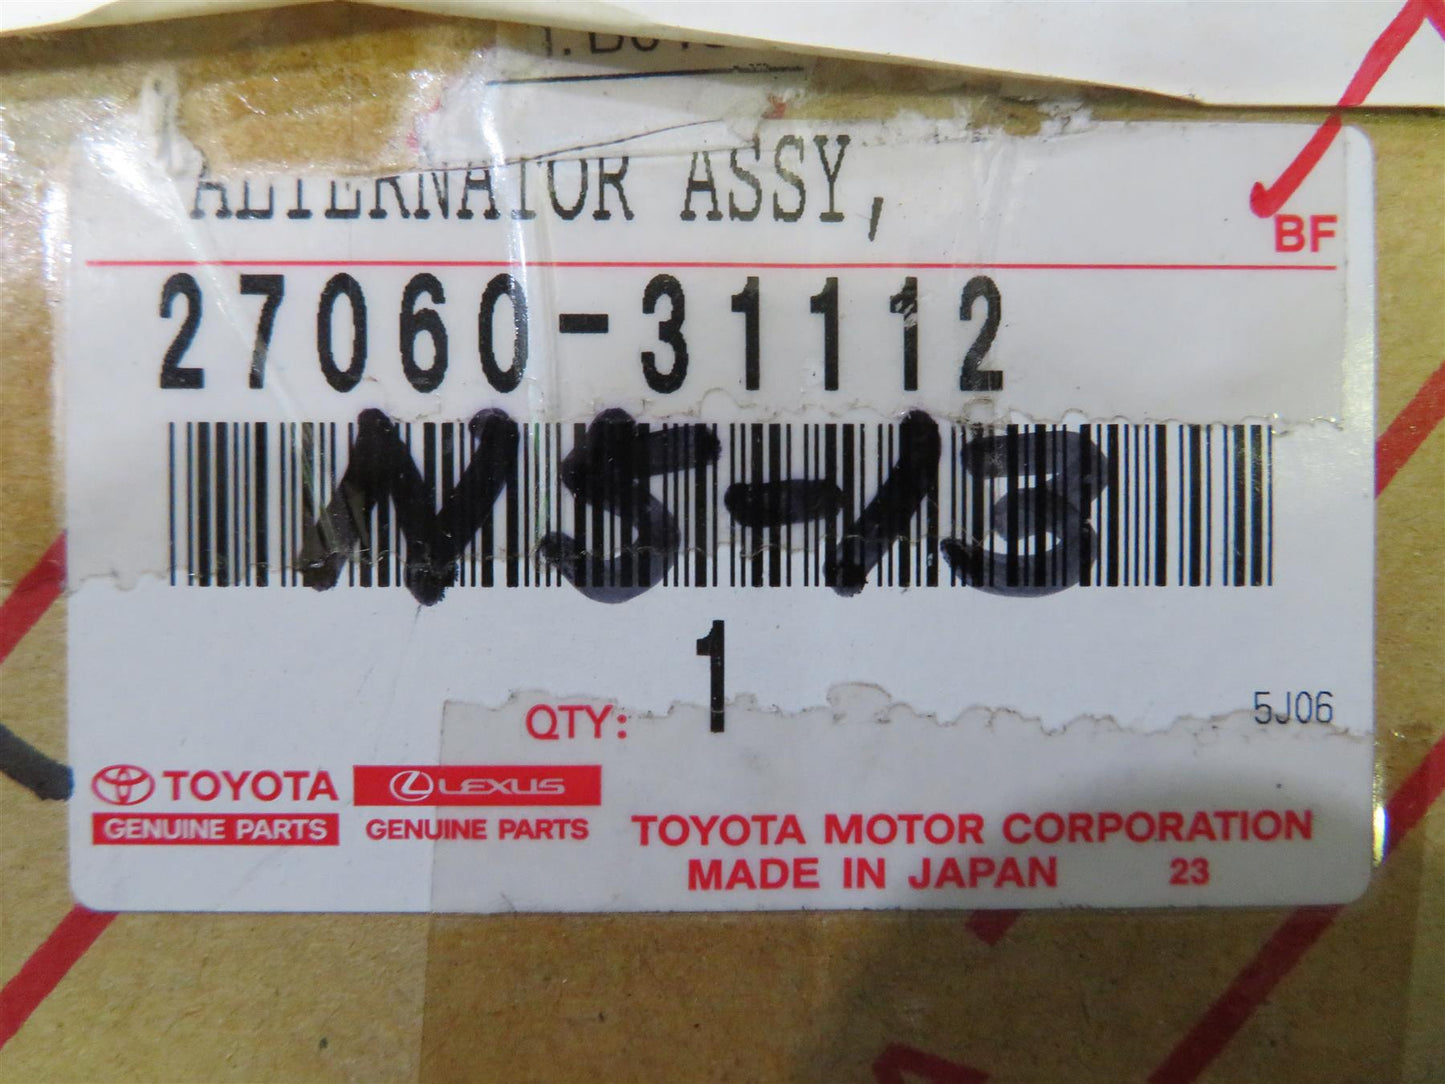 ALTERNATOR ASSY,
BF
27060-31112
N5-13
1
QTY:
5J06
TOYOTA LEXUS
GENUINE PARTS GENUINE PARTS
TOYOTA MOTOR CORPORATION
MADE IN JAPAN 23